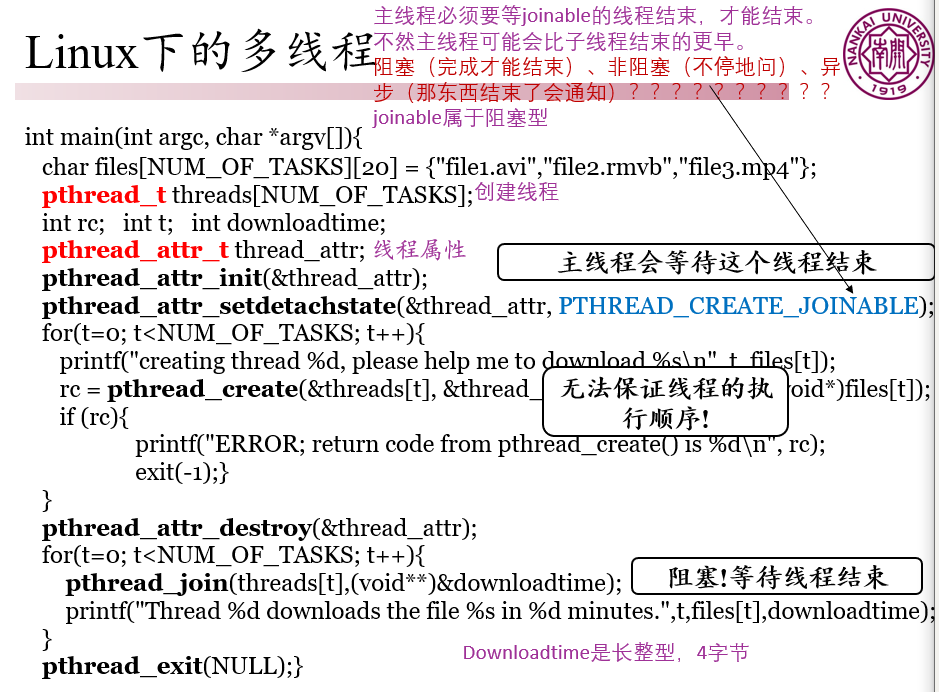 主线程必须要等joinable的线程结束，才能结束。
不然主线程可能会比子线程结束的更早。
Linux下的多线程
阻塞（完成才能结束）、非阻塞（不停地问）、异
步（那东西结束了会通知）？？？？？？？？？？
joinable属于阻塞型
NANKAI UNIVERSITY
南開
1919
int main(int argc, char *argv[]){
char files[NUM_OF_TASKS][20] = {"file1.avi","file2.rmvb","file3.mp4"};
pthread_t threads[NUM_OF_TASKS];创建线程
int rc; int t; int downloadtime;
pthread_attr_t thread_attr; 线程属性
主线程会等待这个线程结束
pthread_attr_init(&thread_attr);
pthread_attr_setdetachstate(&thread_attr, PTHREAD_CREATE_JOINABLE);
for(t=0; t<NUM_OF_TASKS; t++){
printf("creating thread %d, please help me to download %s\n", t, files[t]);
rc = pthread_create(&threads[t], &thread_ void*)files[t]);
无法保证线程的执
行顺序!
if (rc){
printf("ERROR; return code from pthread_create() is %d\n", rc);
exit(-1);}
}
pthread_attr_destroy(&thread_attr);
for(t=0; t<NUM_OF_TASKS; t++){
pthread_join(threads[t],(void**)&downloadtime);
阻塞!等待线程结束
printf("Thread %d downloads the file %s in %d minutes.",t,files[t],downloadtime);
}
Downloadtime是长整型，4字节
pthread_exit(NULL);}